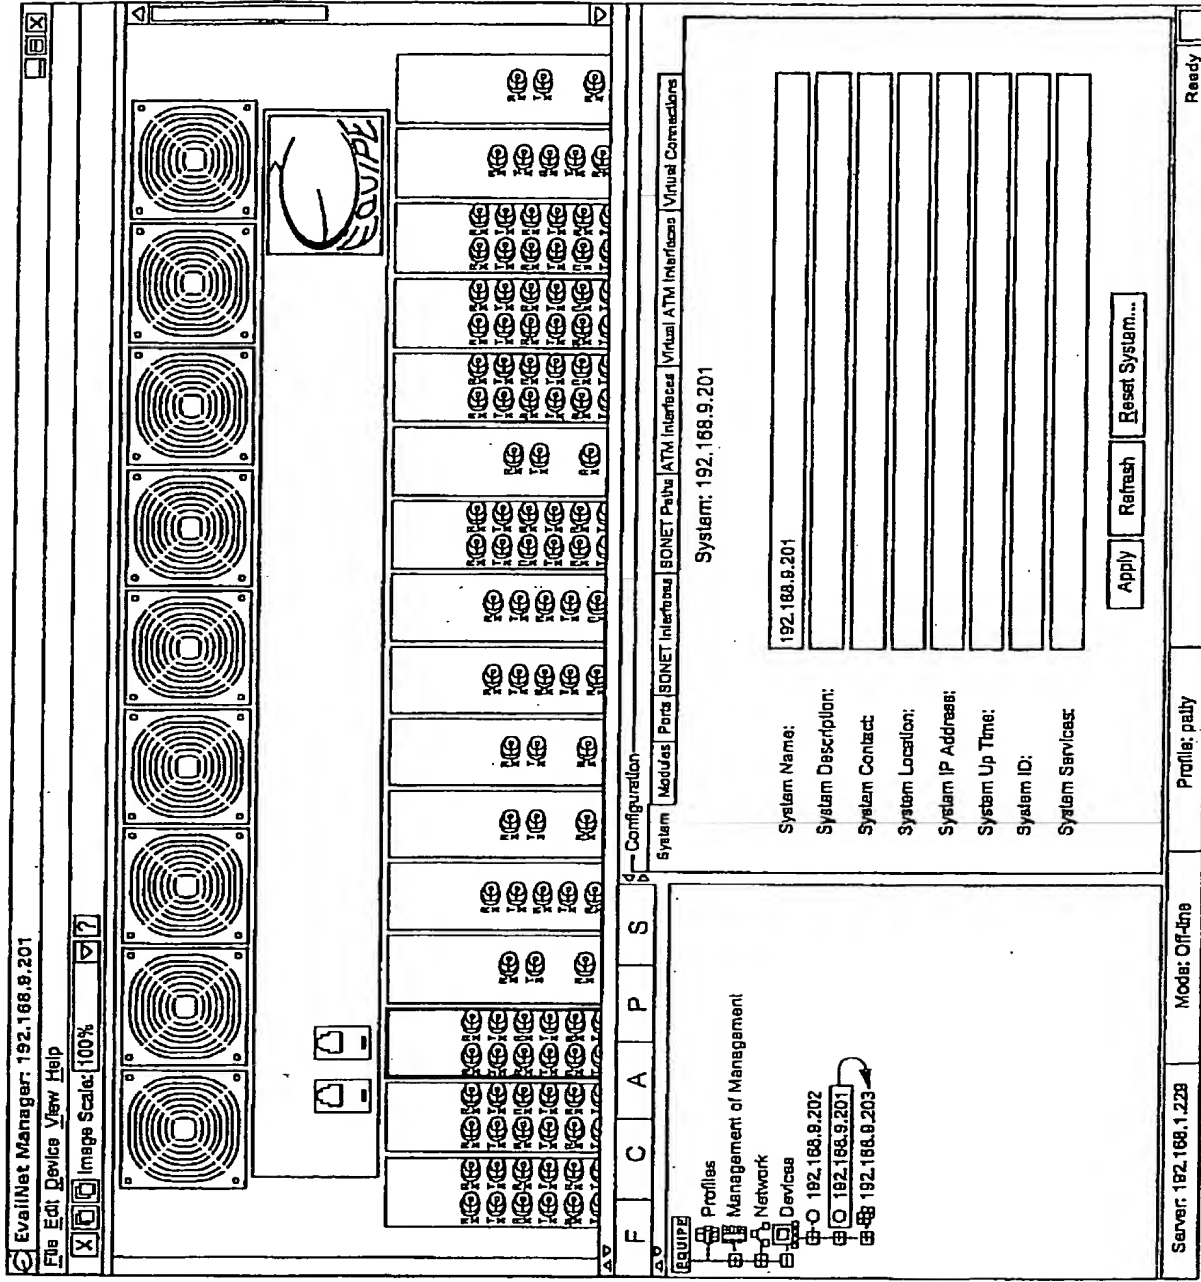 EvailNet Manager: 192.168.9.201
File Edit Device View Help
Image Scale: 100% ?
EQUIPE
F C A P S
EQUIPE
Profiles
Management of Management
Network
Devices
192.168.9.202
192.168.9.201
192.168.9.203
Configuration
System Modules Ports SONET Interfaces SONET Paths ATM Interfaces Virtual ATM Interfaces Virtual Connections
System: 192.168.9.201
System Name: 192.168.9.201
System Description:
System Contact:
System Location:
System IP Address:
System Up Time:
System ID:
System Services:
Apply Refresh Reset System...
Server: 192.168.1.229 Mode: Off-line Profile: patty Ready